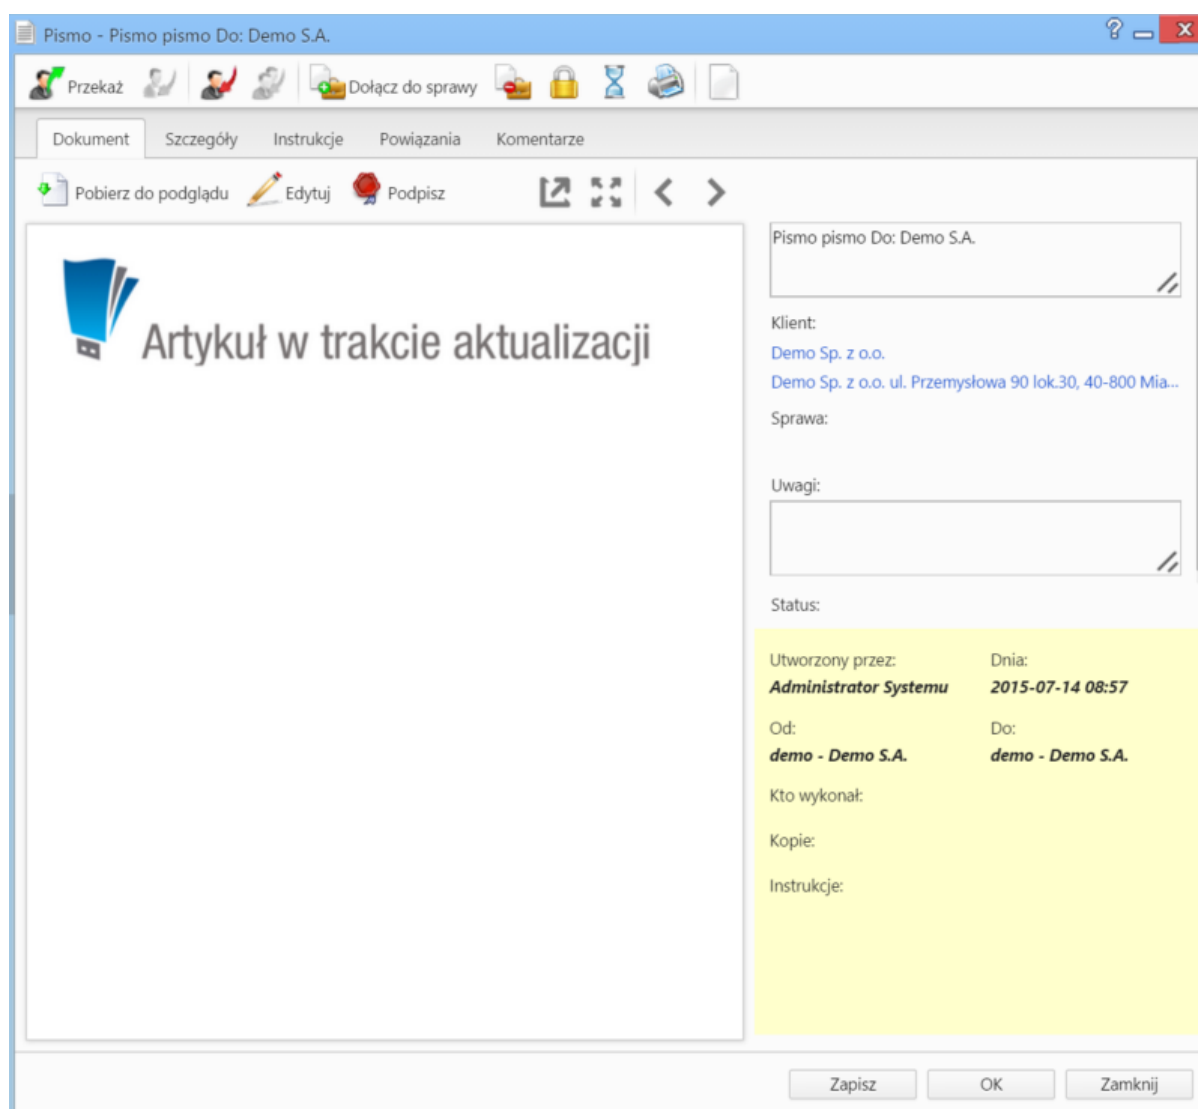 Pismo - Pismo pismo Do: Demo S.A.
Przekaż Dołącz do sprawy
Dokument Szczegóły Instrukcje Powiązania Komentarze
Pobierz do podglądu Edytuj Podpisz
Artykuł w trakcie aktualizacji
Pismo pismo Do: Demo S.A.
Klient:
Demo Sp. z o.o.
Demo Sp. z o.o. ul. Przemysłowa 90 lok.30, 40-800 Mia...
Sprawa:
Uwagi:
Status:
Utworzony przez: Dnia:
Administrator Systemu 2015-07-14 08:57
Od: Do:
demo - Demo S.A. demo - Demo S.A.
Kto wykonał:
Kopie:
Instrukcje:
Zapisz OK Zamknij